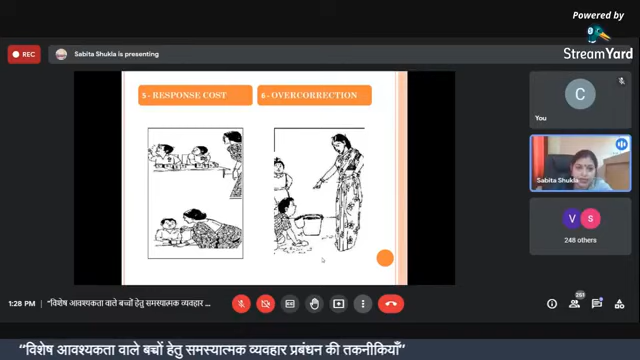 Powered by
StreamYard
REC
Sabita Shukla is presenting
5 - RESPONSE COST
6 - OVERCORRECTION
C
You
Sabita Shukla
V
S
248 others
1:28 PM
"विशेष आवश्यकता वाले बच्चों हेतु समस्यात्मक व्यवहार ...
251
"विशेष आवश्यकता वाले बच्चों हेतु समस्यात्मक व्यवहार प्रबंधन की तकनीकियाँ"